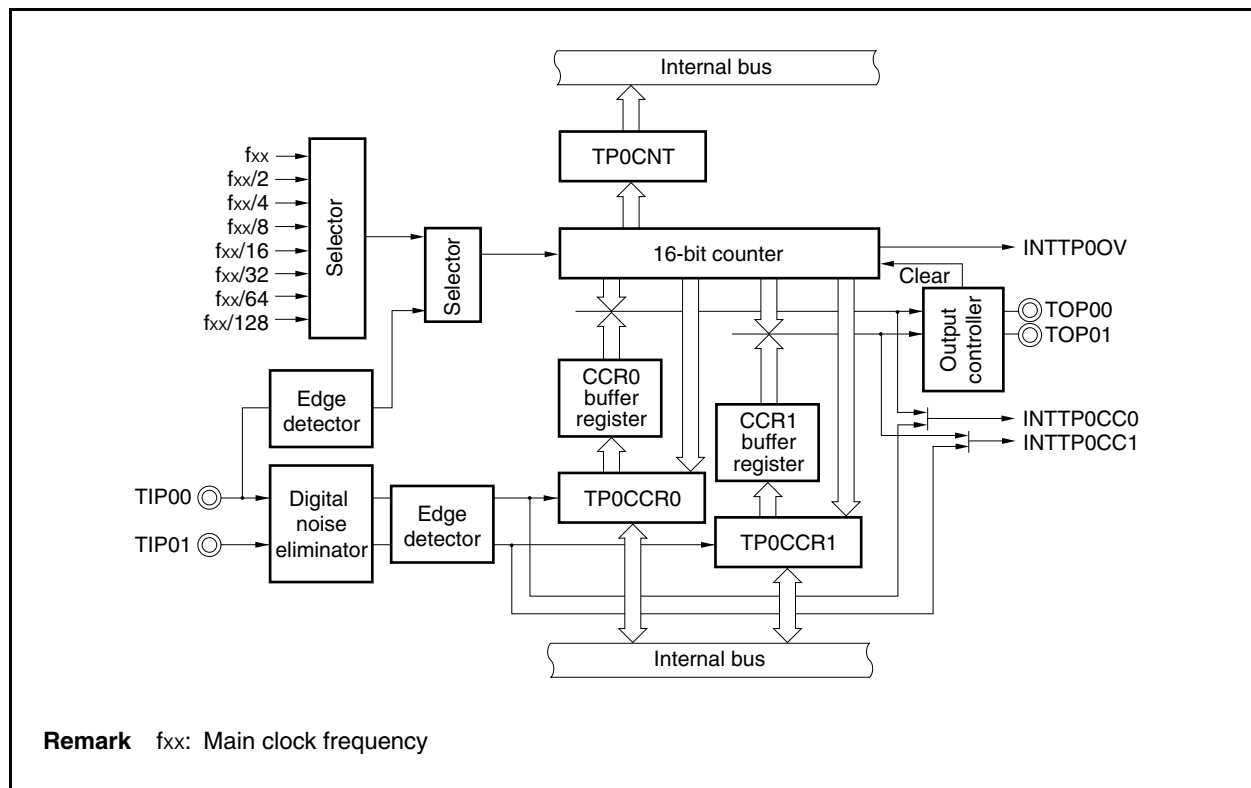 Internal bus
TP0CNT
fxx
fxx/2
fxx/4
fxx/8
fxx/16
fxx/32
fxx/64
fxx/128
Selector
Selector
16-bit counter
INTTP0OV
Clear
TOP00
TOP01
Output
controller
Edge
detector
CCR0
buffer
register
CCR1
buffer
register
INTTP0CC0
INTTP0CC1
TIP00
TIP01
Digital
noise
eliminator
Edge
detector
TP0CCR0
TP0CCR1
Internal bus
Remark fxx: Main clock frequency